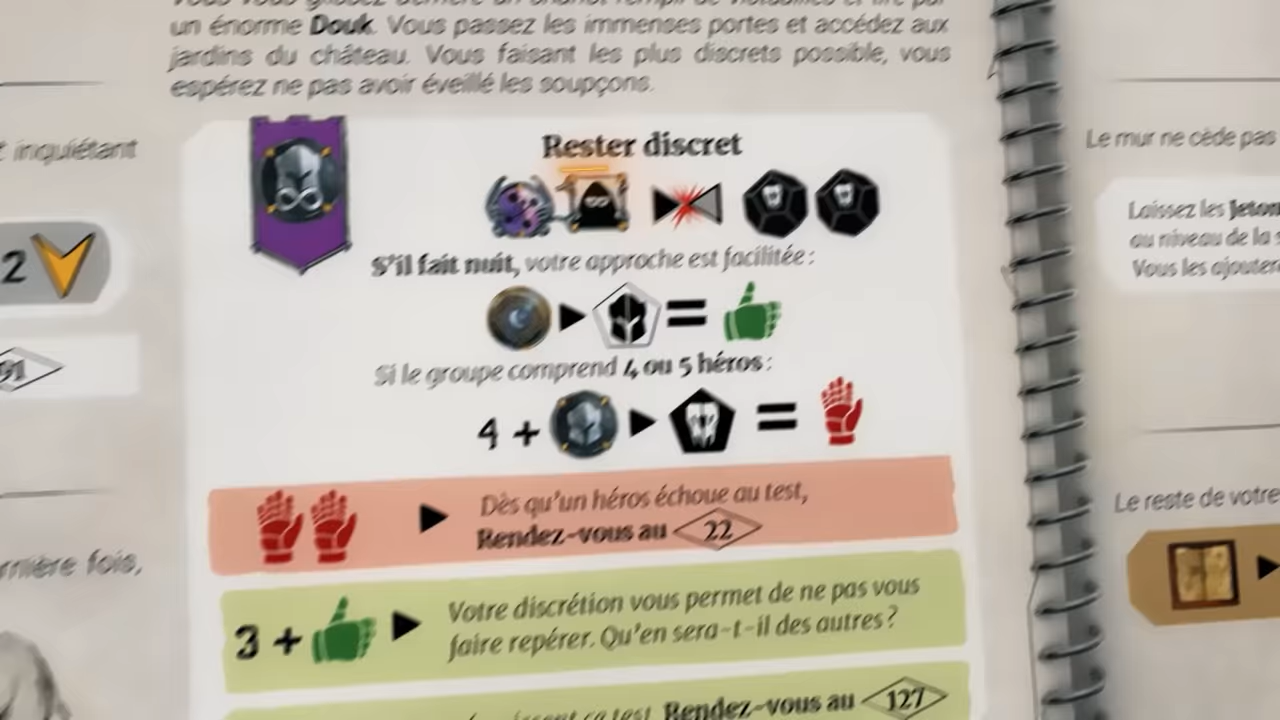 un énorme Douk. Vous passez les immenses portes et accédez aux
jardins du château. Vous faisant les plus discrets possible, vous
espérez ne pas avoir éveillé les soupçons.
inquiétant
2
91
rnière fois,
Rester discret
S'il fait nuit, votre approche est facilitée :
=
Si le groupe comprend 4 ou 5 héros :
4 + =
Dès qu'un héros échoue au test,
Rendez-vous au 22
3 +
Votre discrétion vous permet de ne pas vous
faire repérer. Qu'en sera-t-il des autres ?
ce test, Rendez-vous au 127
Le mur ne cède pas
Laissez les Jeton
au niveau de la s
Vous les ajouter
Le reste de votre